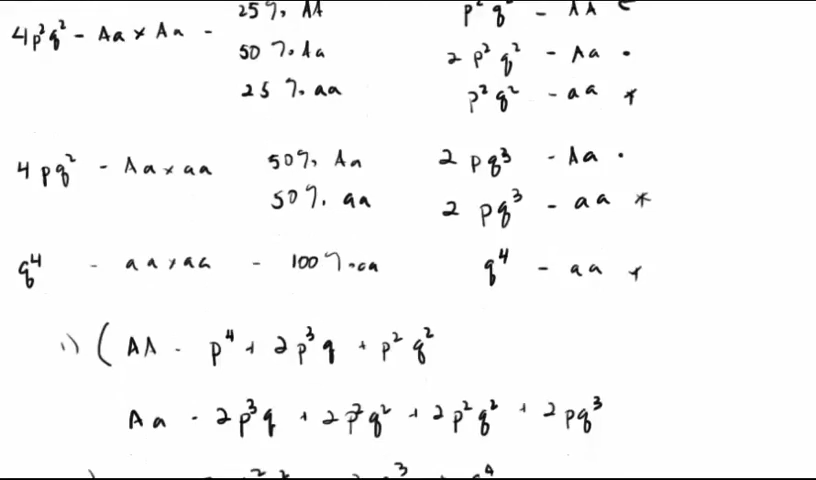 25%. AA p²q² - AA
4p²q² - Aa × Aa -
50%. Aa 2p²q² - Aa •
25%. aa p²q² - aa *
4pq² - Aa × aa 50%, Aa 2pq³ - Aa •
50%. aa 2pq³ - aa *
q⁴ - aa × aa - 100%.aa q⁴ - aa *
1) ( AA - p⁴ + 2p³q + p²q²
Aa - 2p³q + 2p²q² + 2p²q² + 2pq³